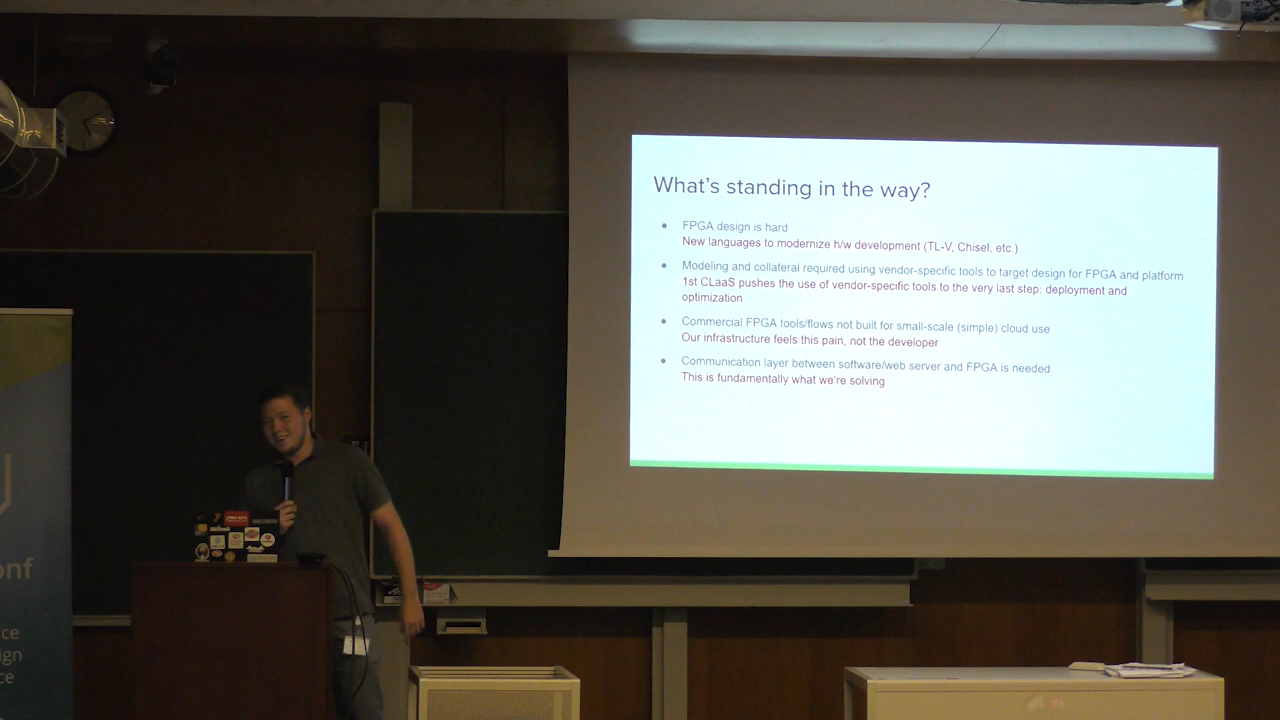 What's standing in the way?
FPGA design is hard
New languages to modernize h/w development (TL-V, Chisel, etc.)
Modeling and collateral required using vendor-specific tools to target design for FPGA and platform
1st CLaaS pushes the use of vendor-specific tools to the very last step: deployment and
optimization
Commercial FPGA tools/flows not built for small-scale (simple) cloud use
Our infrastructure feels this pain, not the developer
Communication layer between software/web server and FPGA is needed
This is fundamentally what we're solving